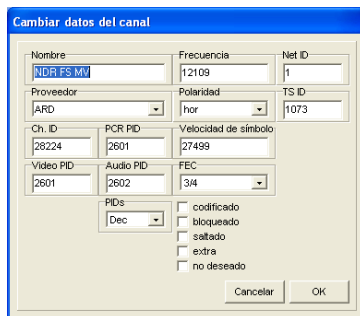 Cambiar datos del canal
Nombre Frecuencia Net ID
NDR FS MV 12109 1
Proveedor Polaridad TS ID
ARD hor 1073
Ch. ID PCR PID Velocidad de símbolo
28224 2601 27499
Video PID Audio PID FEC
2601 2602 3/4
PIDs
Dec
codificado
bloqueado
saltado
extra
no deseado
Cancelar OK